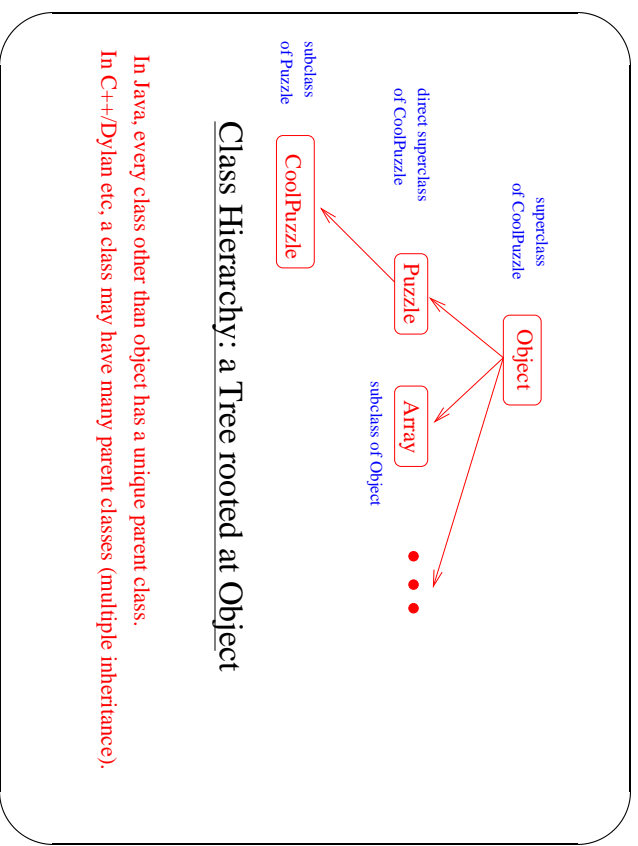 superclass
of CoolPuzzle
Object
direct superclass
of CoolPuzzle
Puzzle
Array
subclass of Object
subclass
of Puzzle
CoolPuzzle
Class Hierarchy: a Tree rooted at Object
In Java, every class other than object has a unique parent class.
In C++/Dylan etc, a class may have many parent classes (multiple inheritance).